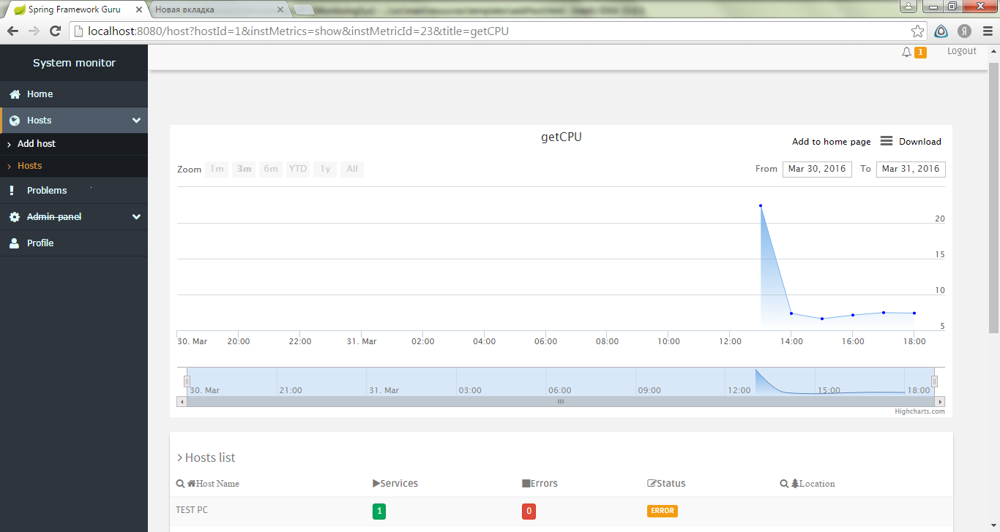 Spring Framework Guru
Новая вкладка
localhost:8080/host?hostId=1&instMetrics=show&instMetricId=23&title=getCPU
System monitor
1
Logout
Home
Hosts
Add host
Hosts
Problems
Admin panel
Profile
getCPU
Add to home page
Download
Zoom 1m 3m 6m YTD 1y All
From Mar 30, 2016 To Mar 31, 2016
20
15
10
5
30. Mar 20:00 22:00 31. Mar 02:00 04:00 06:00 08:00 10:00 12:00 14:00 16:00 18:00
30. Mar 21:00 31. Mar 03:00 06:00 09:00 12:00 15:00 18:00
Highcharts.com
Hosts list
Host Name Services Errors Status Location
TEST PC 1 0 ERROR